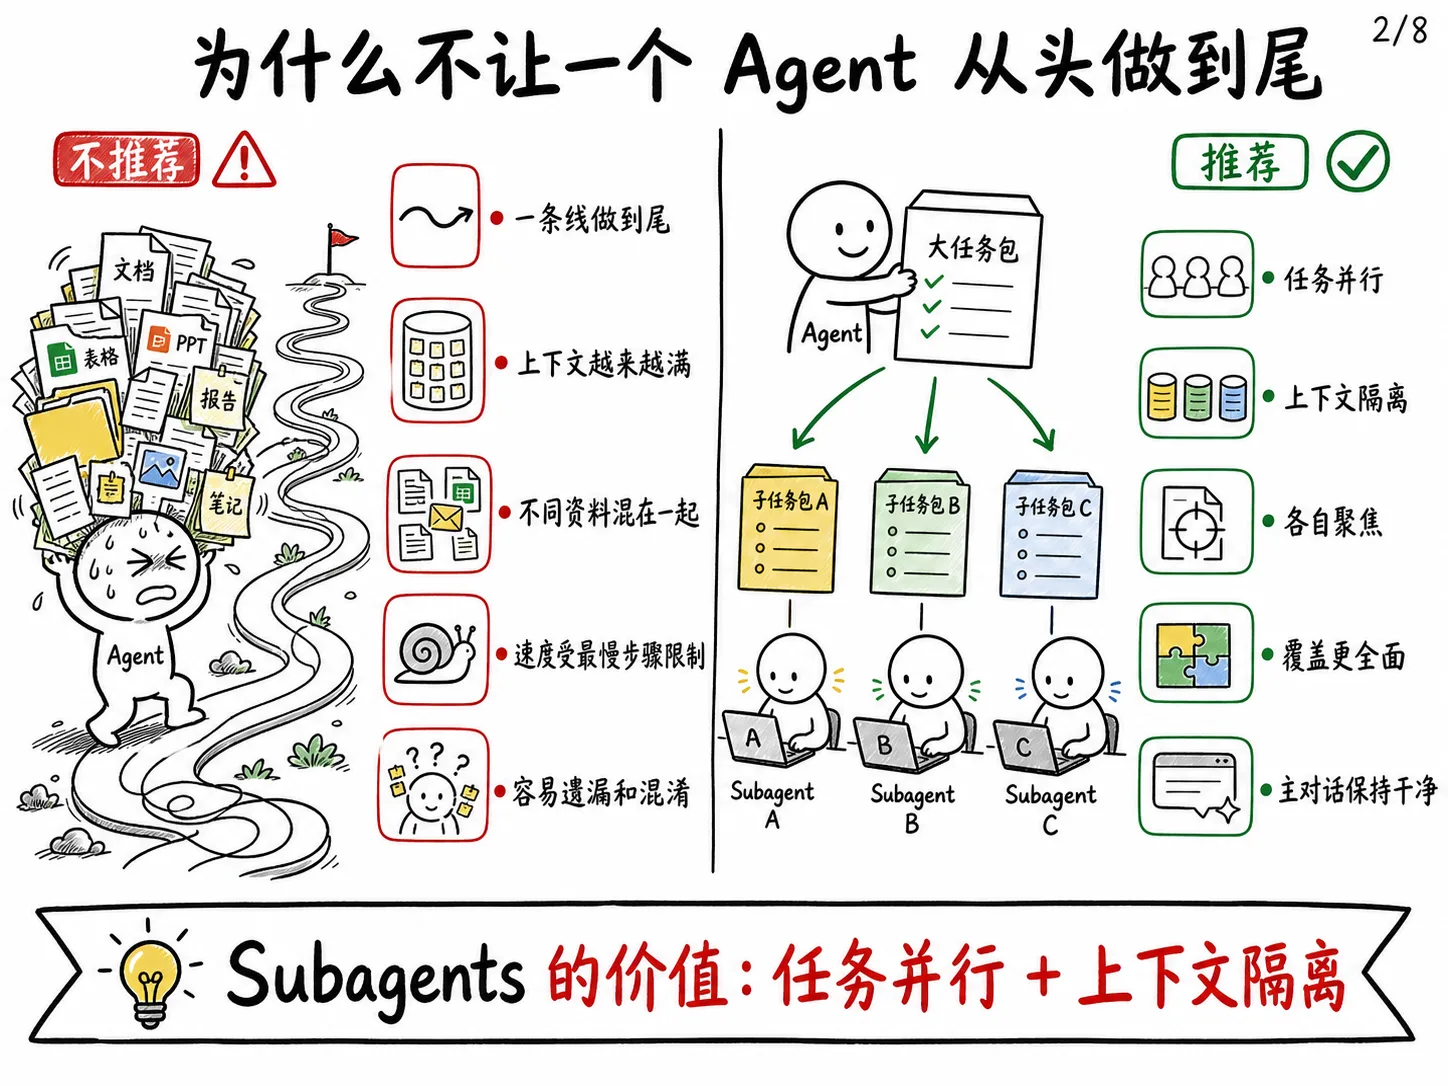 为什么不让一个 Agent 从头做到尾
2/8
不推荐
文档
表格
PPT
报告
笔记
Agent
一条线做到尾
上下文越来越满
不同资料混在一起
速度受最慢步骤限制
? ? ?
容易遗漏和混淆
推荐
Agent
大任务包
子任务包A
子任务包B
子任务包C
A
B
C
Subagent
A
Subagent
B
Subagent
C
任务并行
上下文隔离
各自聚焦
覆盖更全面
主对话保持干净
Subagents 的价值：任务并行 + 上下文隔离